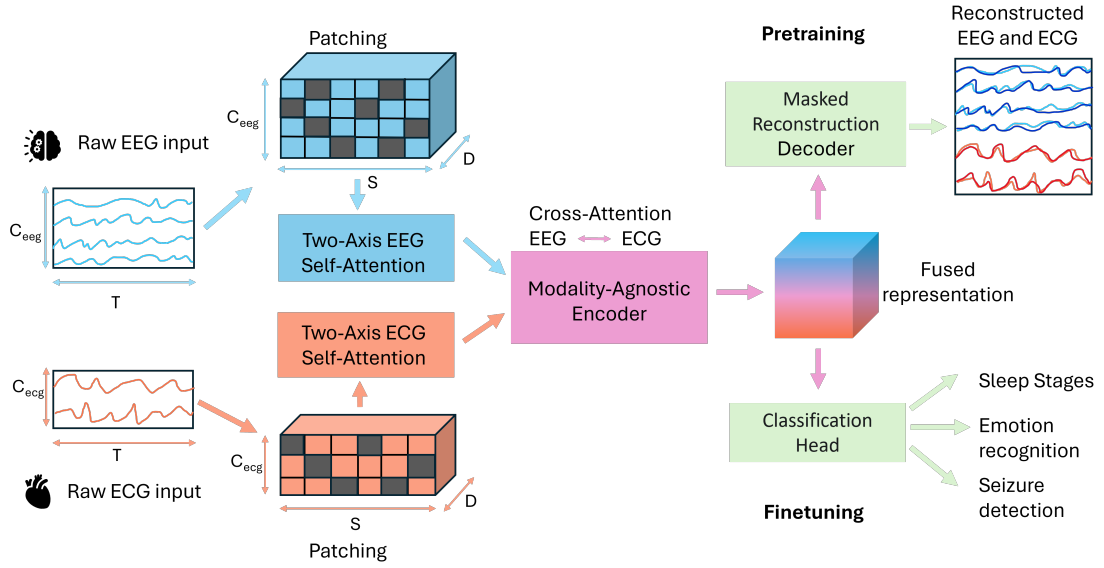 Patching
C_eeg
S
D
Raw EEG input
C_eeg
T
Two-Axis EEG
Self-Attention
Two-Axis ECG
Self-Attention
C_ecg
T
Raw ECG input
C_ecg
S
D
Patching
Cross-Attention
EEG ECG
Modality-Agnostic
Encoder
Pretraining
Masked
Reconstruction
Decoder
Reconstructed
EEG and ECG
Fused
representation
Classification
Head
Sleep Stages
Emotion
recognition
Seizure
detection
Finetuning